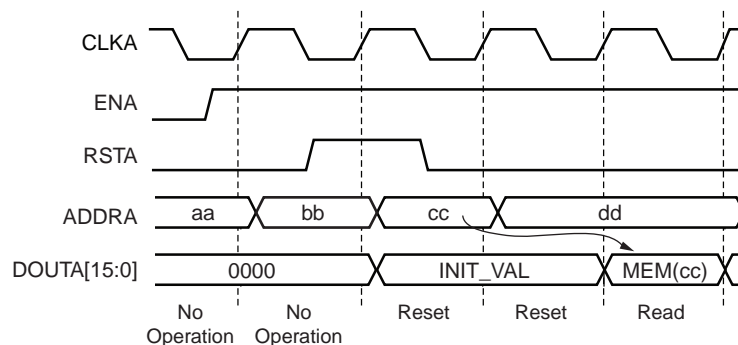 CLKA
ENA
RSTA
ADDRA aa bb cc dd
DOUTA[15:0] 0000 INIT_VAL MEM(cc)
No No Reset Reset Read
Operation Operation